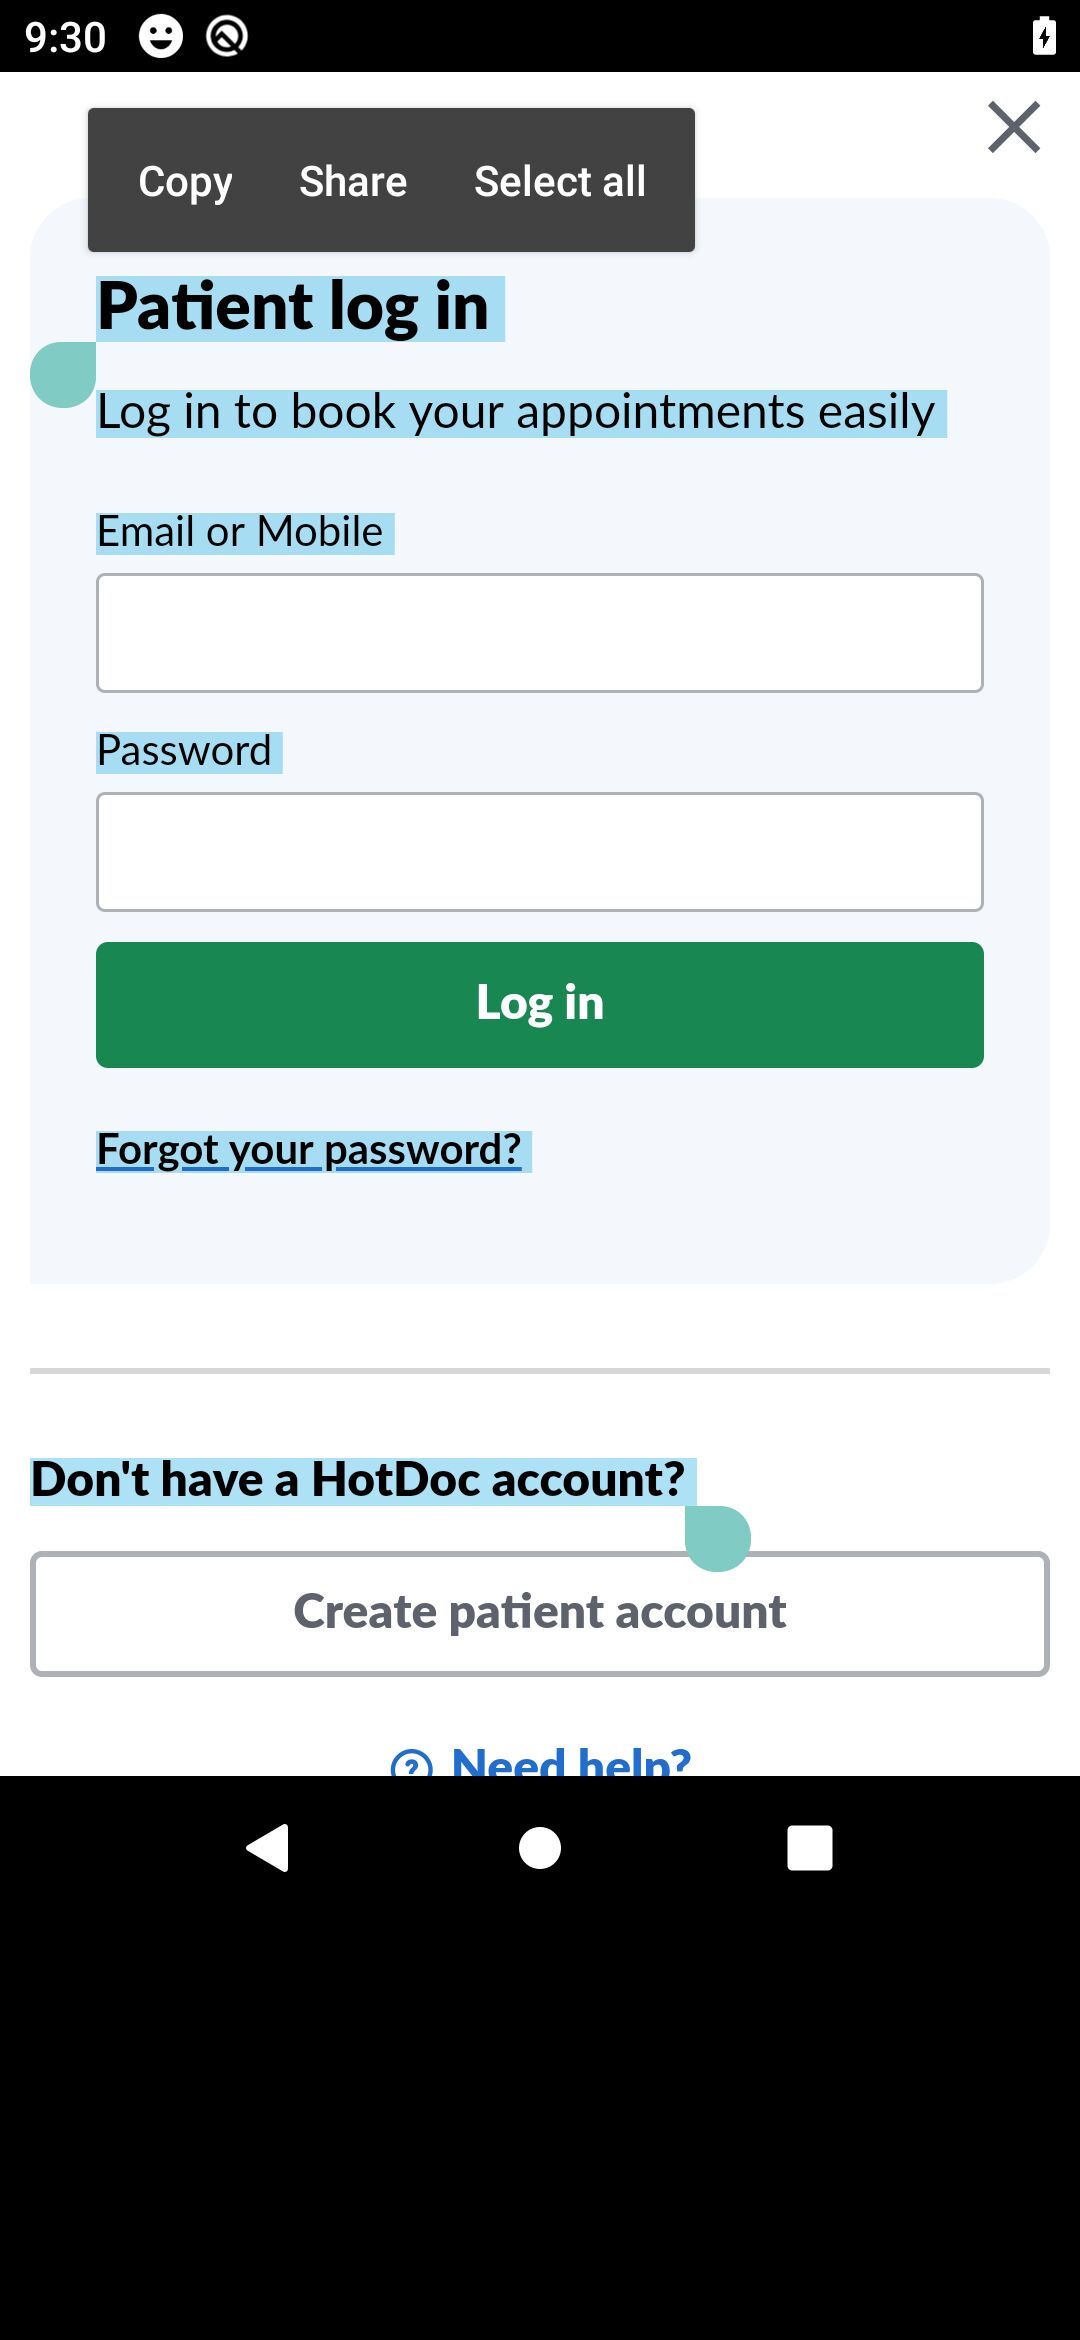 9:30
Copy Share Select all
Patient log in
Log in to book your appointments easily
Email or Mobile
Password
Log in
Forgot your password?
Don't have a HotDoc account?
Create patient account
Need help?